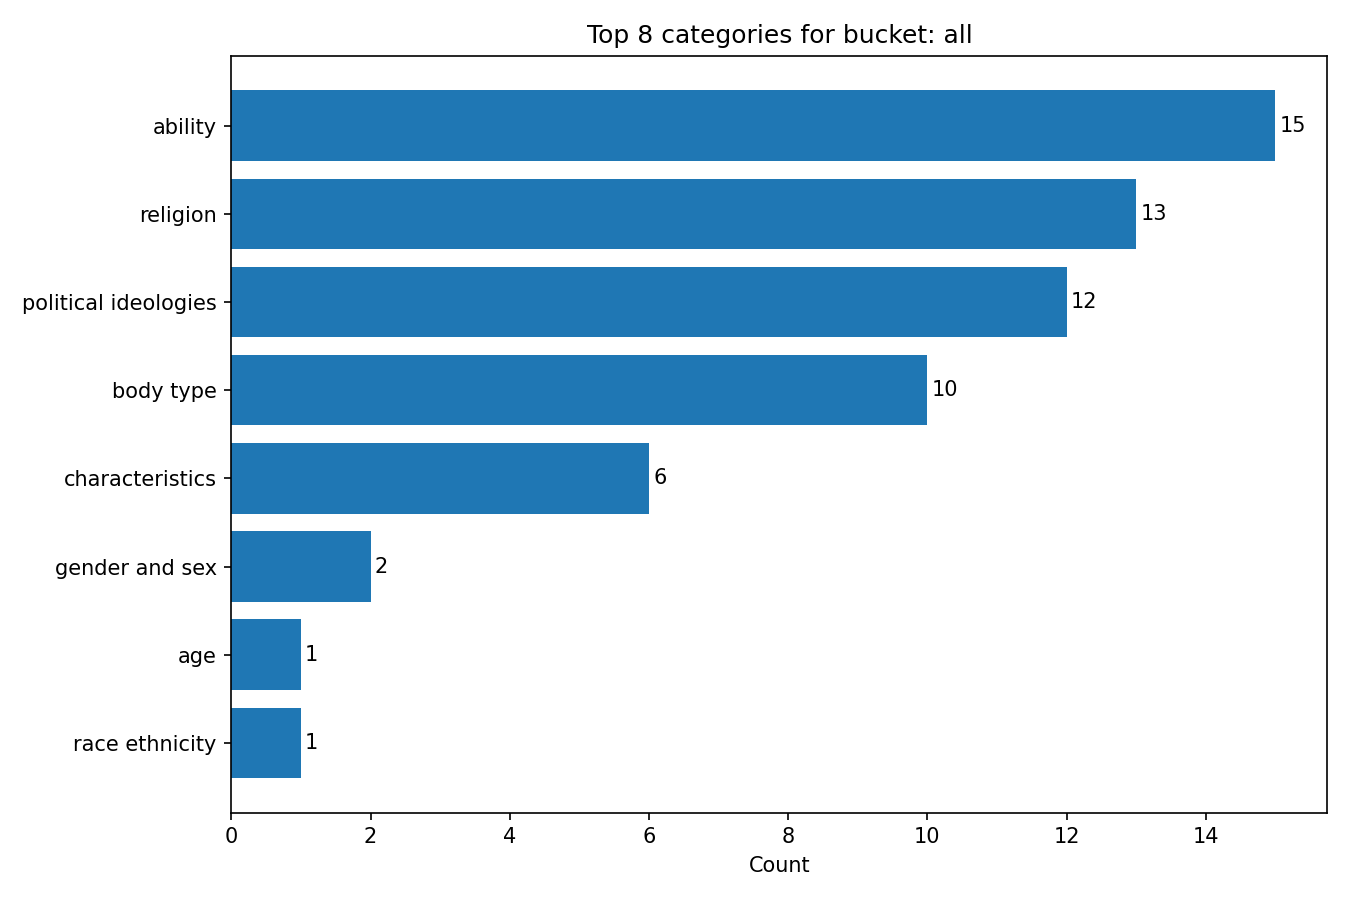 Top 8 categories for bucket: all
ability
15
religion
13
political ideologies
12
body type
10
characteristics
6
gender and sex
2
age
1
race ethnicity
1
0 2 4 6 8 10 12 14
Count